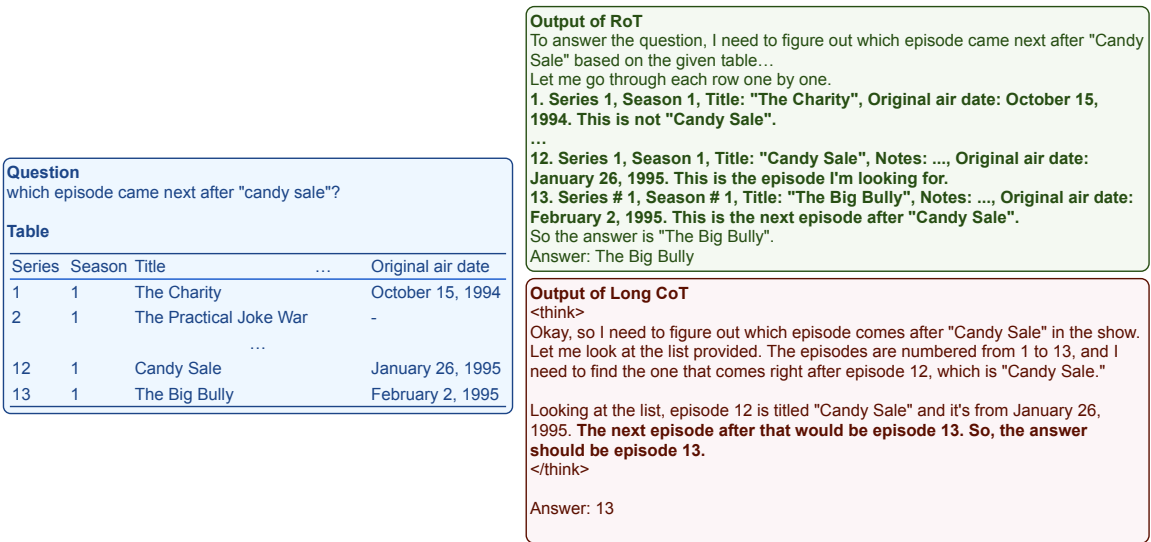 Question
which episode came next after "candy sale"?
Table
Series Season Title … Original air date
1 1 The Charity October 15, 1994
2 1 The Practical Joke War -
…
12 1 Candy Sale January 26, 1995
13 1 The Big Bully February 2, 1995
Output of RoT
To answer the question, I need to figure out which episode came next after "Candy
Sale" based on the given table…
Let me go through each row one by one.
1. Series 1, Season 1, Title: "The Charity", Original air date: October 15,
1994. This is not "Candy Sale".
…
12. Series 1, Season 1, Title: "Candy Sale", Notes: ..., Original air date:
January 26, 1995. This is the episode I'm looking for.
13. Series # 1, Season # 1, Title: "The Big Bully", Notes: ..., Original air date:
February 2, 1995. This is the next episode after "Candy Sale".
So the answer is "The Big Bully".
Answer: The Big Bully
Output of Long CoT
<think>
Okay, so I need to figure out which episode comes after "Candy Sale" in the show.
Let me look at the list provided. The episodes are numbered from 1 to 13, and I
need to find the one that comes right after episode 12, which is "Candy Sale."
Looking at the list, episode 12 is titled "Candy Sale" and it's from January 26,
1995. The next episode after that would be episode 13. So, the answer
should be episode 13.
</think>
Answer: 13